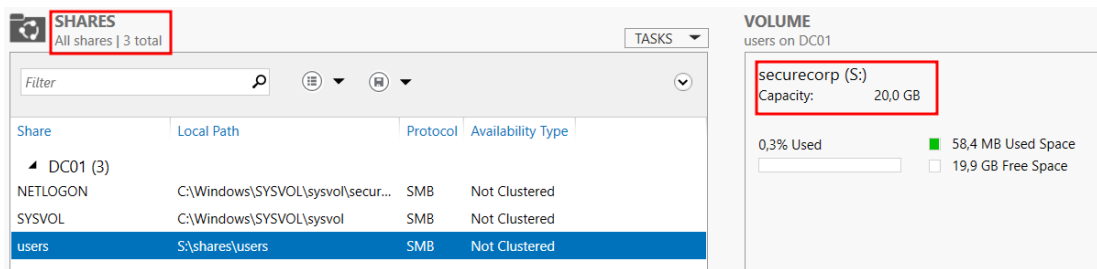 SHARES
All shares | 3 total
TASKS
Filter
Share Local Path Protocol Availability Type
DC01 (3)
NETLOGON C:\Windows\SYSVOL\sysvol\secur... SMB Not Clustered
SYSVOL C:\Windows\SYSVOL\sysvol SMB Not Clustered
users S:\shares\users SMB Not Clustered
VOLUME
users on DC01
securecorp (S:)
Capacity: 20,0 GB
0,3% Used 58,4 MB Used Space
19,9 GB Free Space